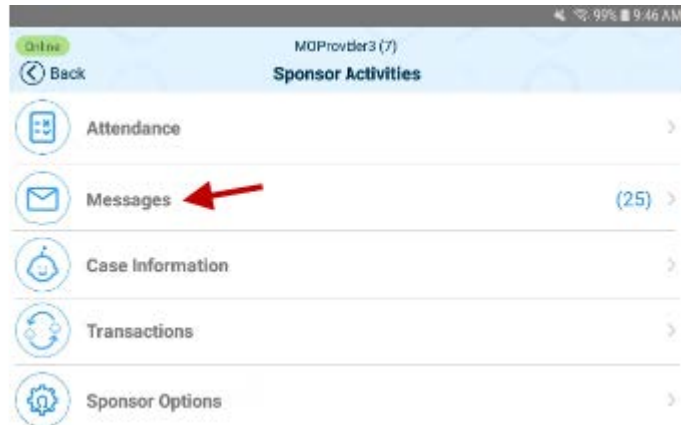 99% 9:46 AM
Online
MOProvider3 (7)
Back
Sponsor Activities
Attendance
Messages
(25)
Case Information
Transactions
Sponsor Options